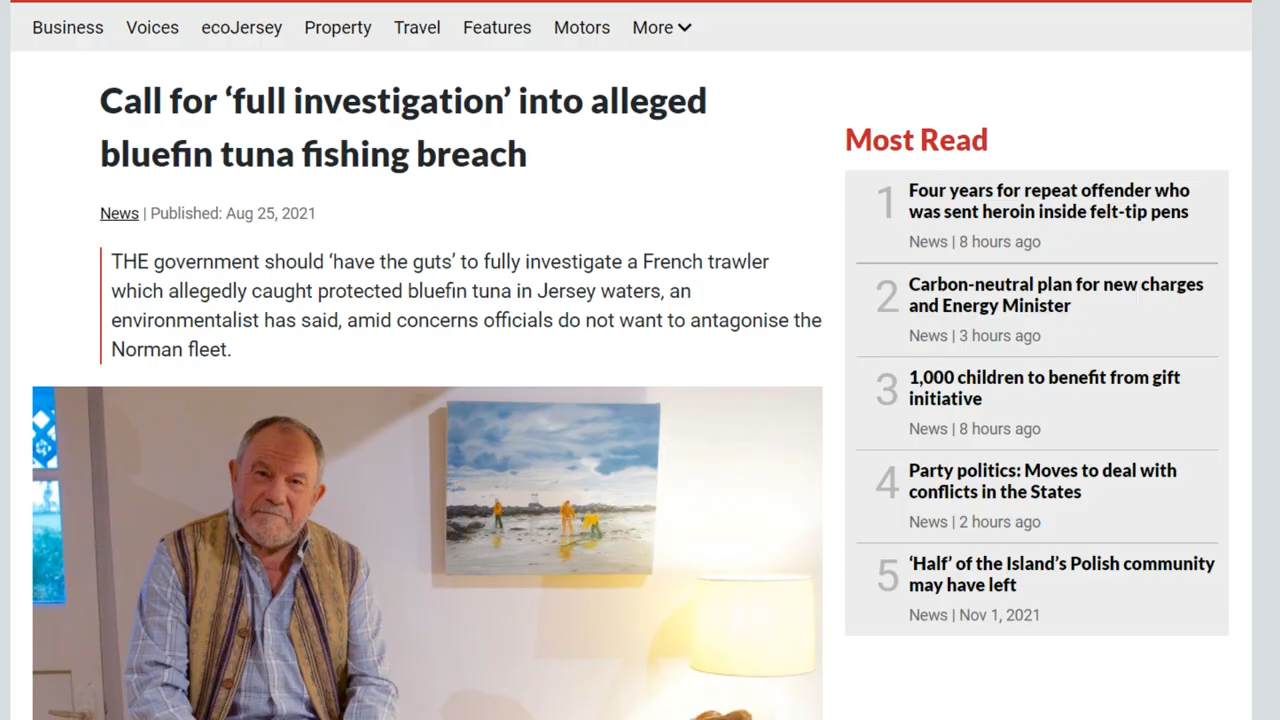 Business Voices ecoJersey Property Travel Features Motors More
Call for ‘full investigation’ into alleged
bluefin tuna fishing breach
News | Published: Aug 25, 2021
THE government should ‘have the guts’ to fully investigate a French trawler
which allegedly caught protected bluefin tuna in Jersey waters, an
environmentalist has said, amid concerns officials do not want to antagonise the
Norman fleet.
Most Read
1
Four years for repeat offender who
was sent heroin inside felt-tip pens
News | 8 hours ago
2
Carbon-neutral plan for new charges
and Energy Minister
News | 3 hours ago
3
1,000 children to benefit from gift
initiative
News | 8 hours ago
4
Party politics: Moves to deal with
conflicts in the States
News | 2 hours ago
5
‘Half’ of the Island’s Polish community
may have left
News | Nov 1, 2021